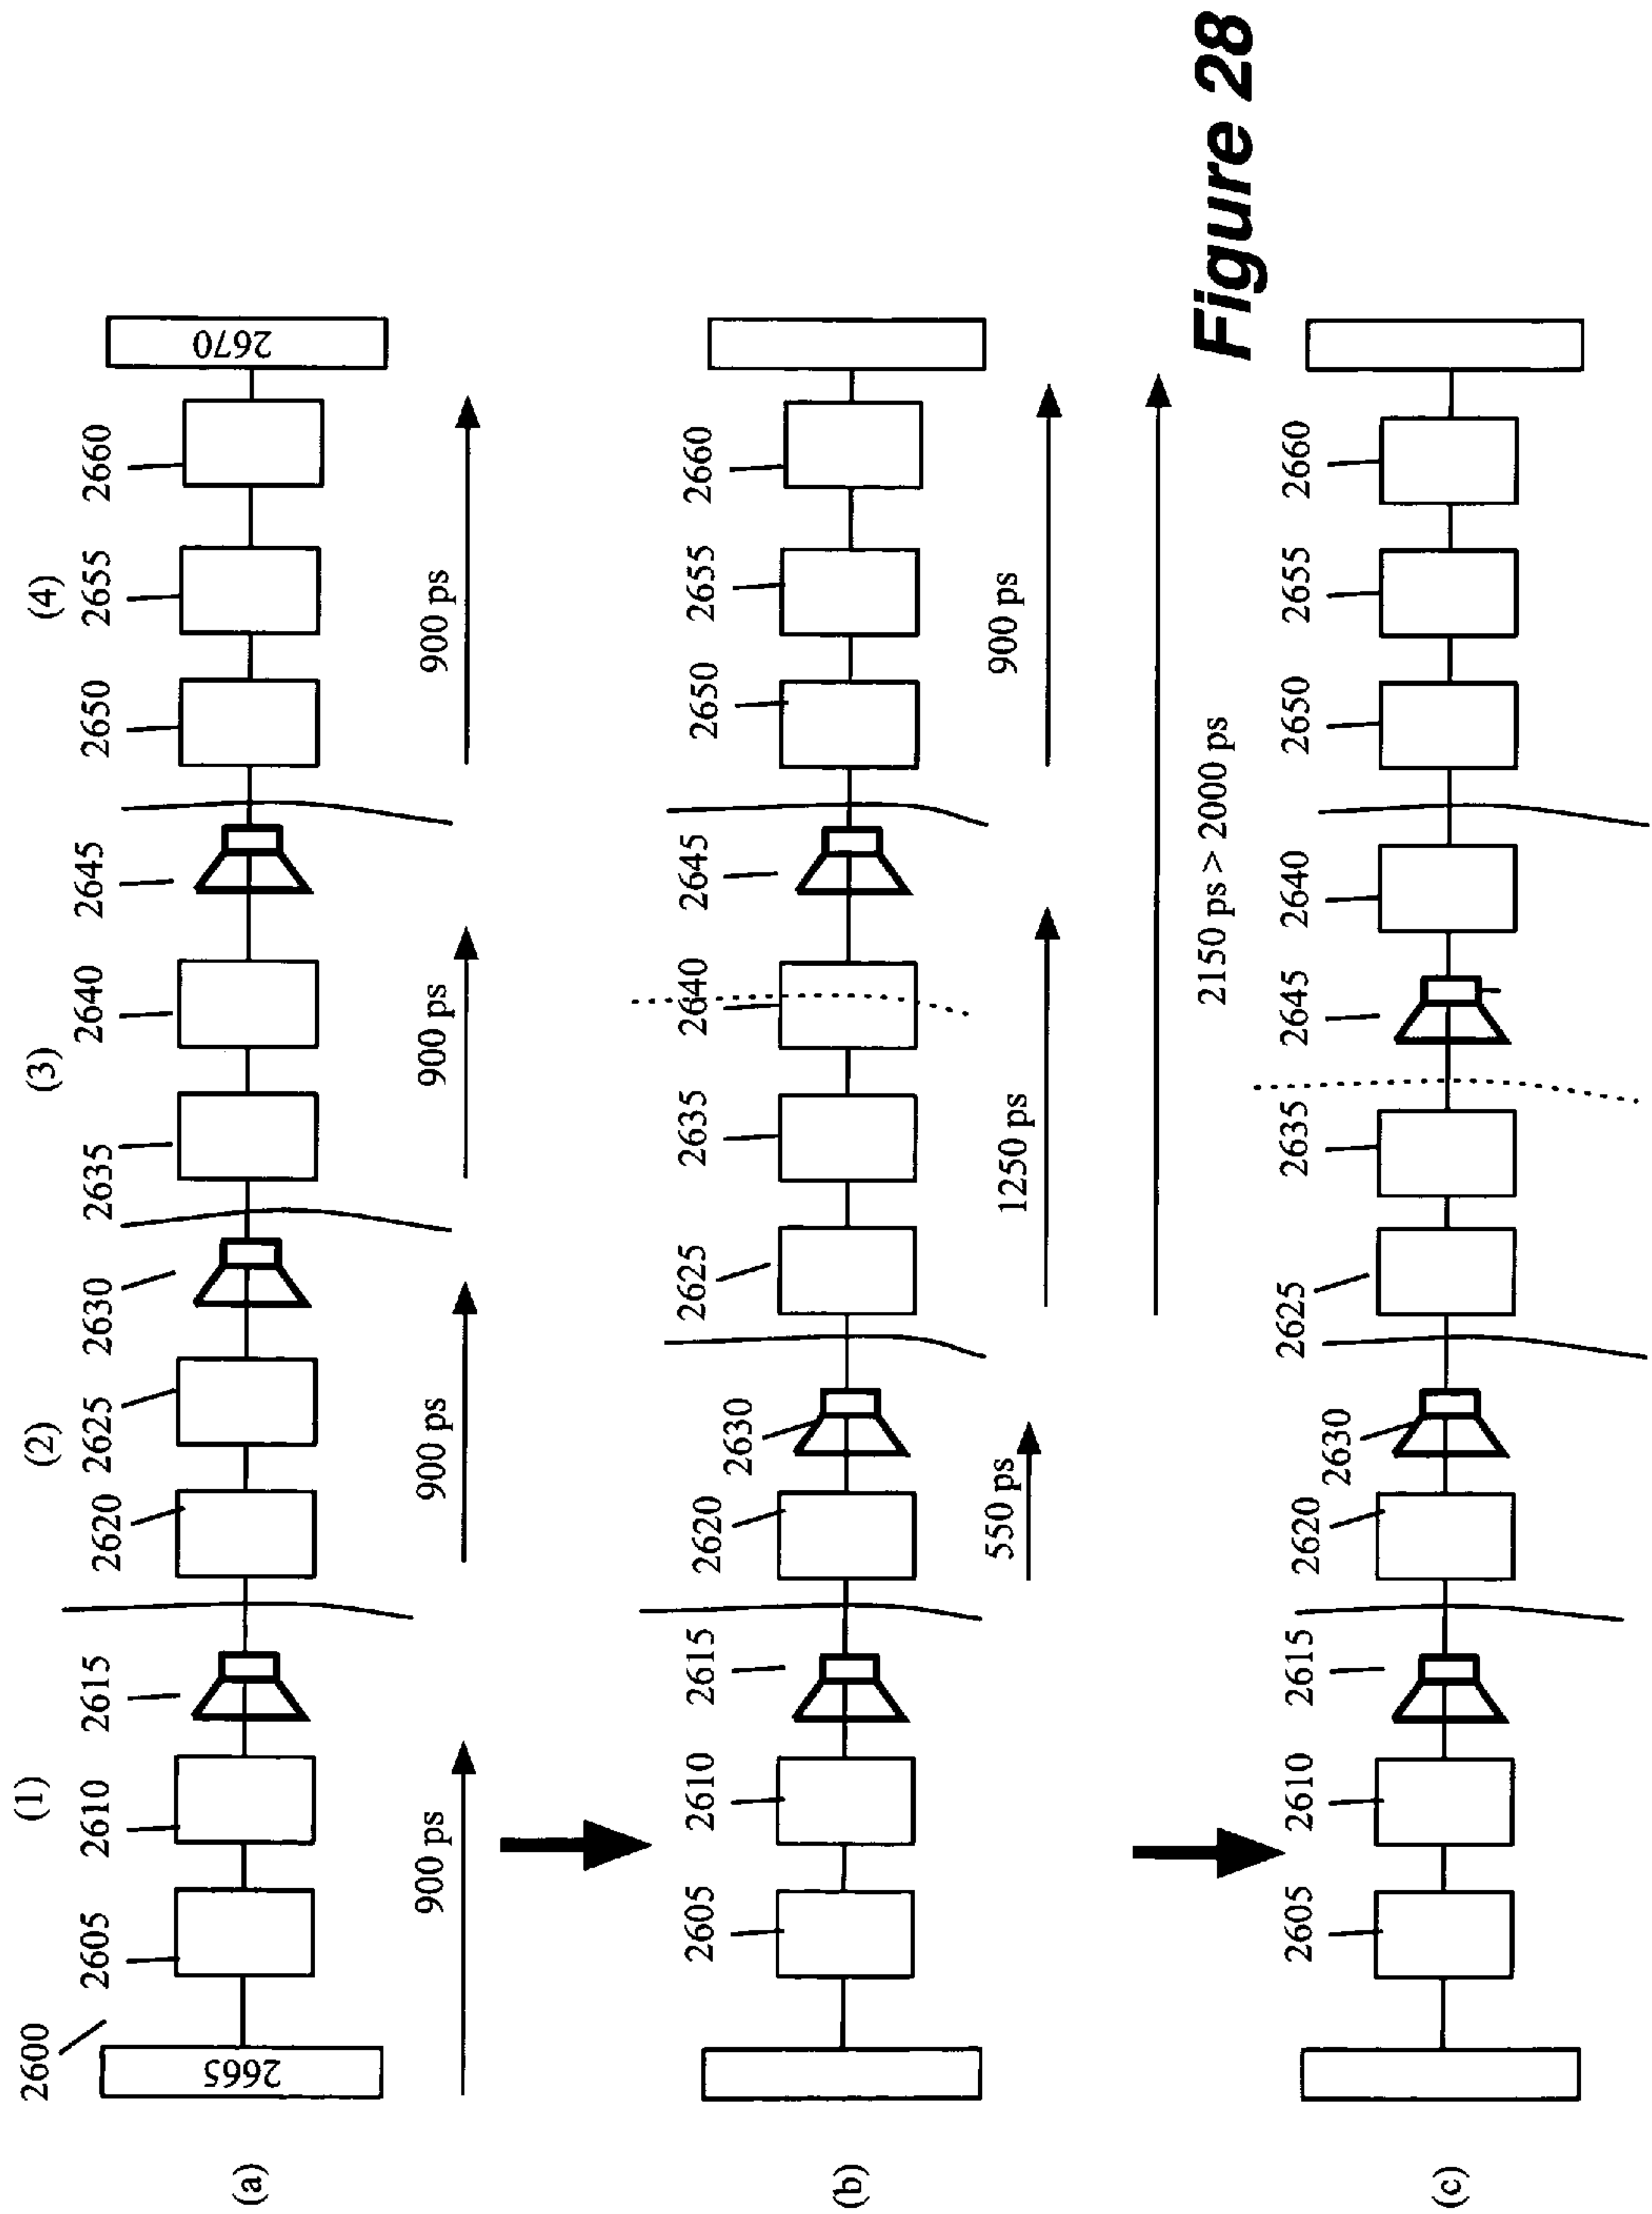 2600 (1) (2) (3) (4)
2605 2610 2615 2620 2625 2630 2635 2640 2645 2650 2655 2660
(a) 2665 2670
900 ps 900 ps 900 ps 900 ps
2605 2610 2615 2620 2630 2625 2635 2640 2645 2650 2655 2660
(b)
550 ps 1250 ps 900 ps
2150 ps > 2000 ps
Figure 28
2605 2610 2615 2620 2630 2625 2635 2645 2640 2650 2655 2660
(c)